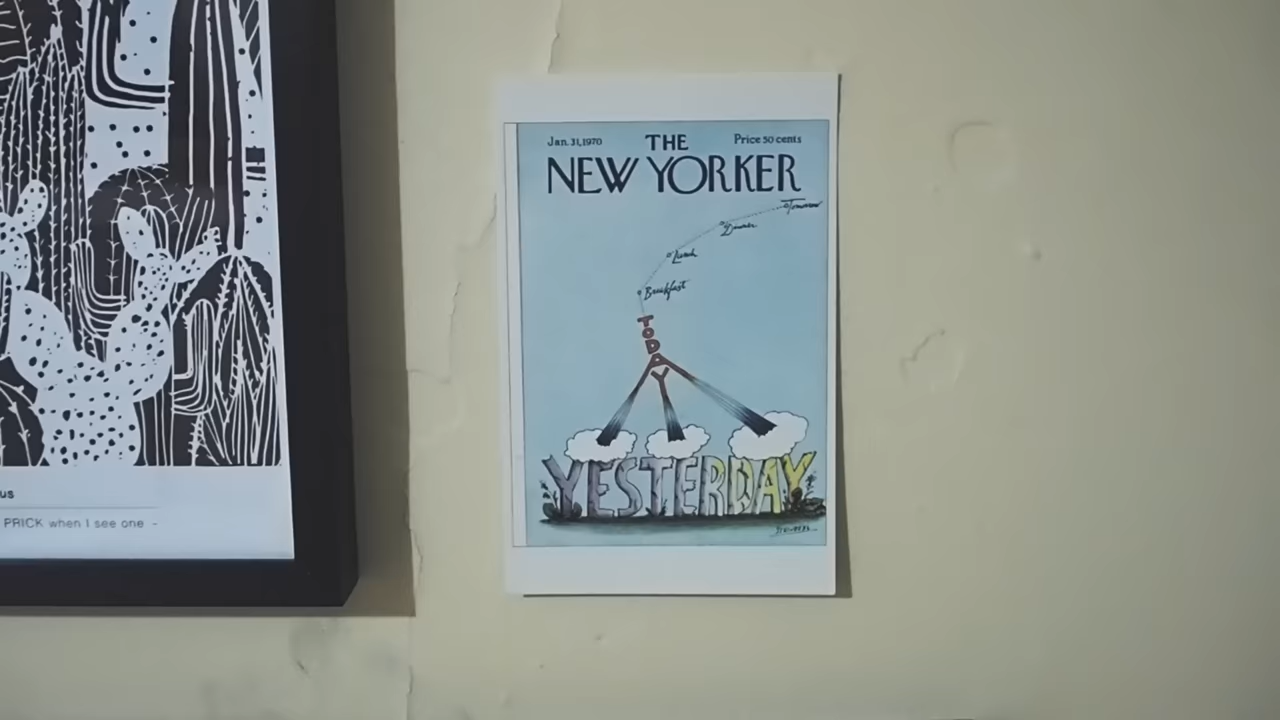 us
PRICK when I see one -
Jan. 31, 1970
THE
Price 50 cents
NEW YORKER
Tomorrow
Dinner
Lunch
Breakfast
TODAY
YESTERDAY
STEINBERG